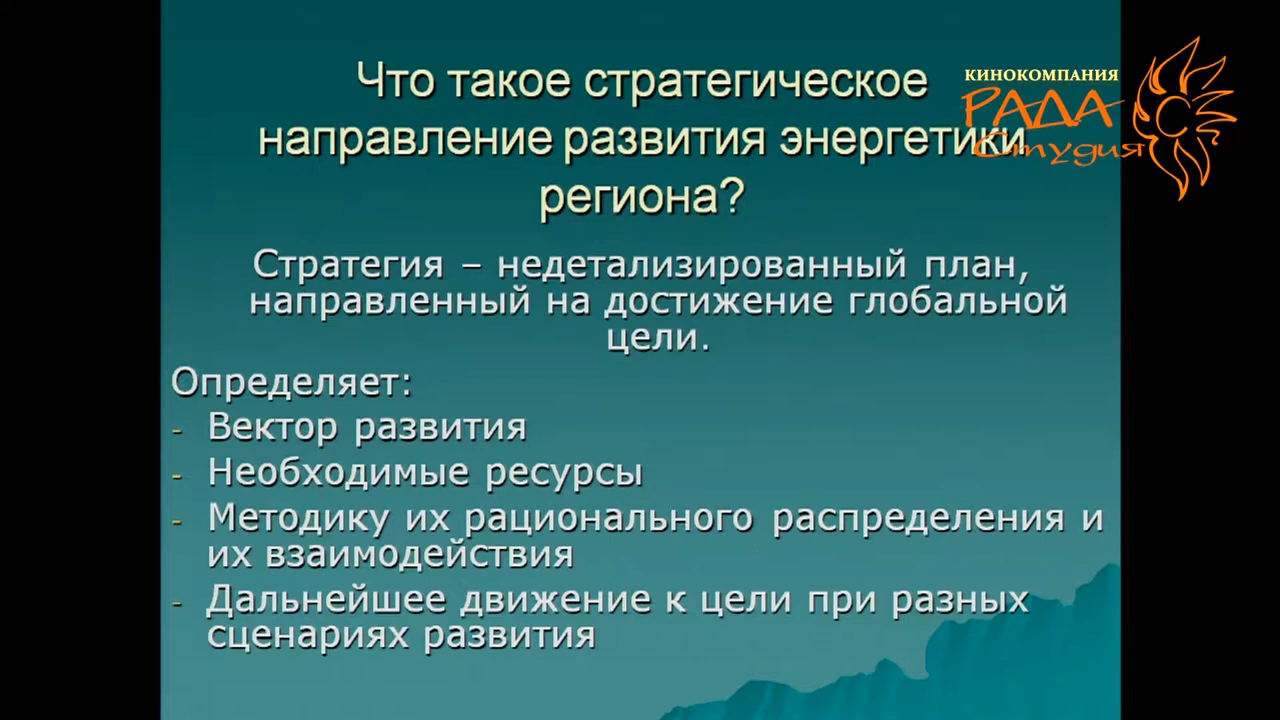 Что такое стратегическое
направление развития энергетики
региона?
КИНОКОМПАНИЯ
РАДА
Студия
Стратегия – недетализированный план,
направленный на достижение глобальной
цели.
Определяет:
- Вектор развития
- Необходимые ресурсы
- Методику их рационального распределения и
их взаимодействия
- Дальнейшее движение к цели при разных
сценариях развития